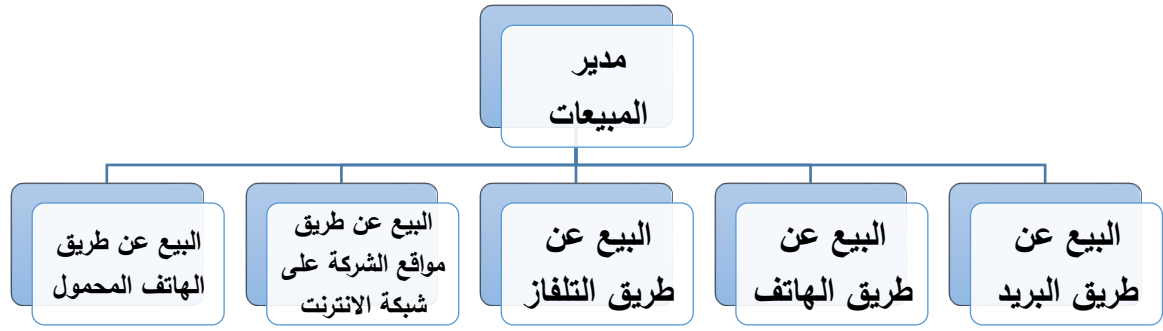 مدير
المبيعات
البيع عن
طريق البريد
البيع عن
طريق الهاتف
البيع عن
طريق التلفاز
البيع عن طريق
مواقع الشركة على
شبكة الانترنت
البيع عن طريق
الهاتف المحمول